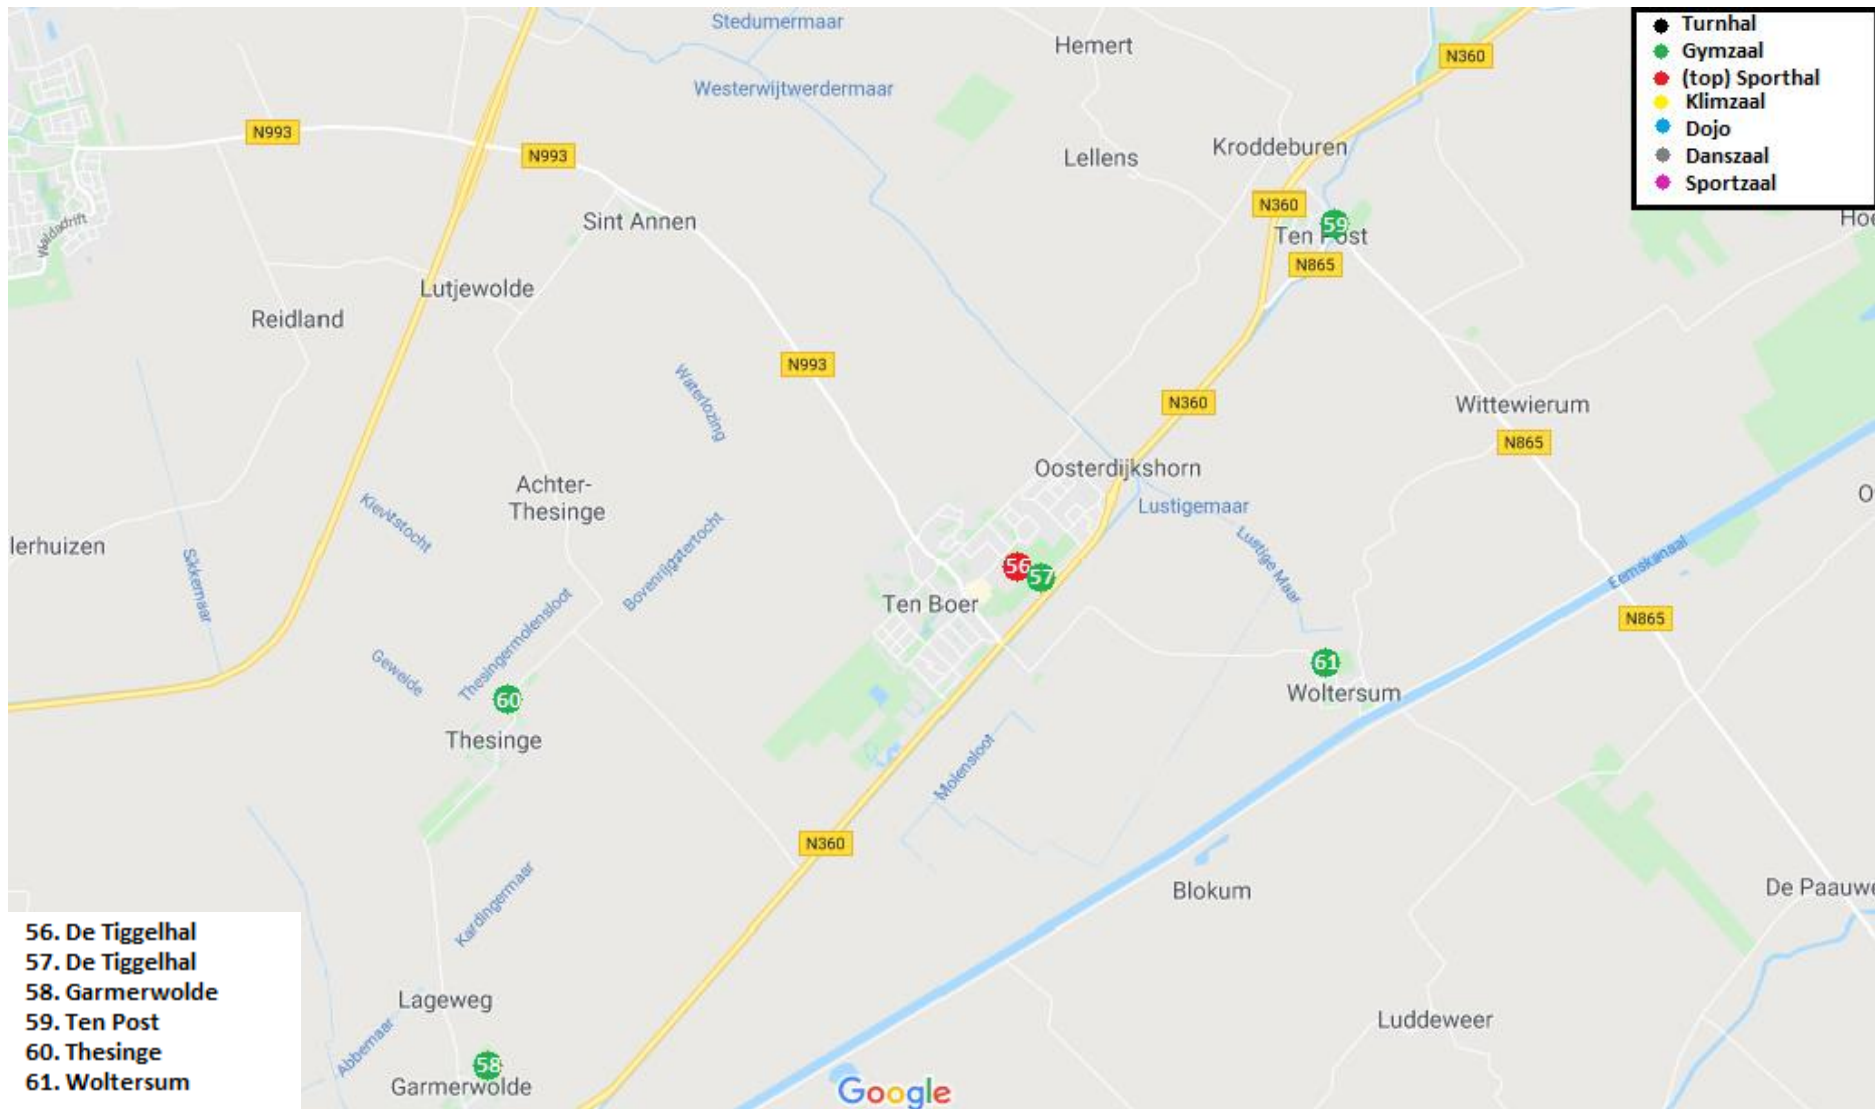 Stedumermaar
Hemert
N360
Turnhal
Gymzaal
(top) Sporthal
Klimzaal
Dojo
Danszaal
Sportzaal
Westerwijtwerdermaar
N993
N993
Lellens
Kroddeburen
N360
59
Ten Post
N865
Sint Annen
Lutjewolde
Reidland
N993
Waterlozing
N360
Wittewierum
N865
Oosterdijkshorn
Lustigemaar
Lustige Maar
Achter-
Thesinge
Kievitstocht
Bovenrijgstertocht
lerhuizen
Sikkemaar
Eemskanaal
56
57
Ten Boer
N865
Thesingermolensloot
Geweide
60
Thesinge
61
Woltersum
Molensloot
N360
Blokum
De Paauwe
Kardingermaar
56. De Tiggelhal
57. De Tiggelhal
58. Garmerwolde
59. Ten Post
60. Thesinge
61. Woltersum
Lageweg
Abbemaar
58
Garmerwolde
Luddeweer
Google